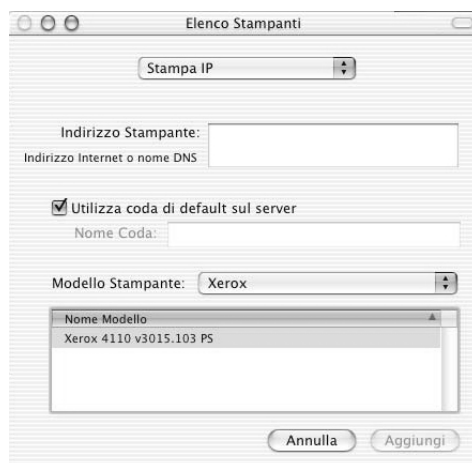 Elenco Stampanti
Stampa IP
Indirizzo Stampante:
Indirizzo Internet o nome DNS
Utilizza coda di default sul server
Nome Coda:
Modello Stampante: Xerox
Nome Modello
Xerox 4110 v3015.103 PS
Annulla Aggiungi